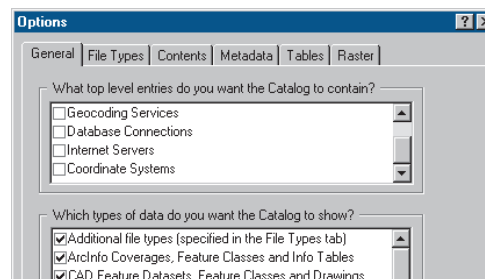 Options
General File Types Contents Metadata Tables Raster
What top level entries do you want the Catalog to contain?
Geocoding Services
Database Connections
Internet Servers
Coordinate Systems
Which types of data do you want the Catalog to show?
Additional file types (specified in the File Types tab)
ArcInfo Coverages, Feature Classes and Info Tables
CAD Feature Datasets, Feature Classes and Drawings